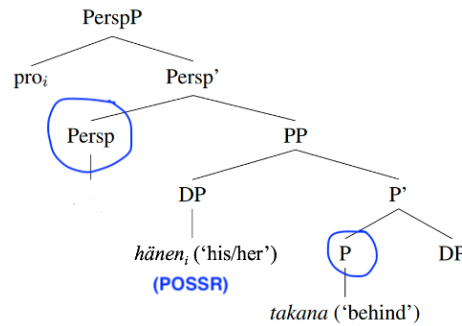 PerspP
proᵢ Persp’
Persp PP
DP P’
hänenᵢ (‘his/her’) P DP
(POSSR)
takana (‘behind’)